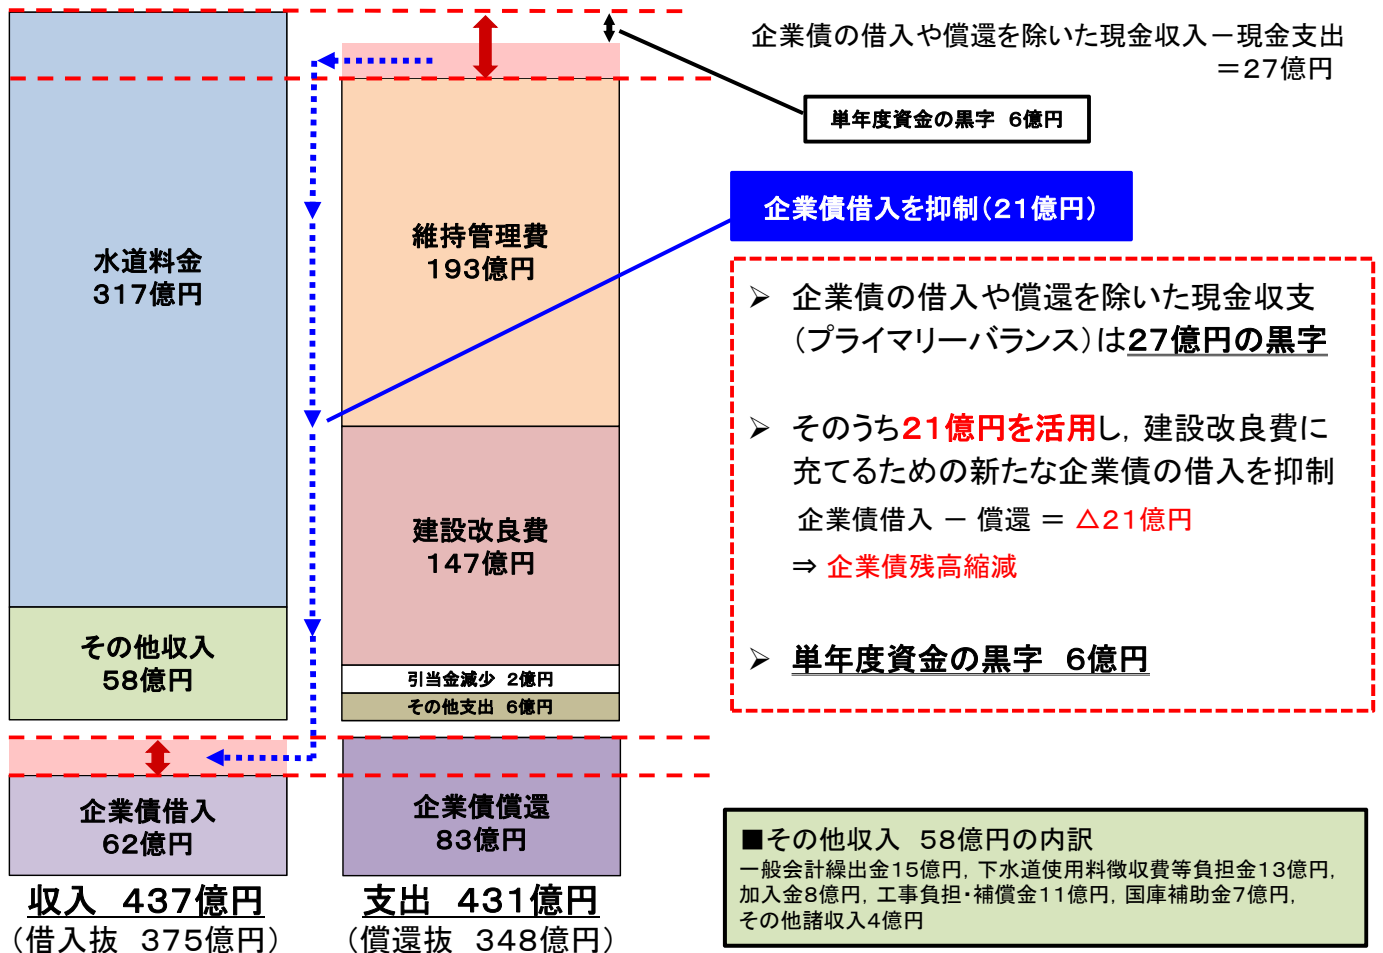 企業債の借入や償還を除いた現金収入－現金支出
＝27億円
単年度資金の黒字 6億円
企業債借入を抑制（21億円）
水道料金
317億円
維持管理費
193億円
建設改良費
147億円
その他収入
58億円
引当金減少 2億円
その他支出 6億円
企業債借入
62億円
企業債償還
83億円
収入 437億円
（借入抜 375億円）
支出 431億円
（償還抜 348億円）
➢ 企業債の借入や償還を除いた現金収支
（プライマリーバランス）は27億円の黒字
➢ そのうち21億円を活用し，建設改良費に
充てるための新たな企業債の借入を抑制
企業債借入 － 償還 ＝ △21億円
⇒ 企業債残高縮減
➢ 単年度資金の黒字 6億円
■その他収入 58億円の内訳
一般会計繰出金15億円，下水道使用料徴収費等負担金13億円，
加入金8億円，工事負担・補償金11億円，国庫補助金7億円，
その他諸収入4億円